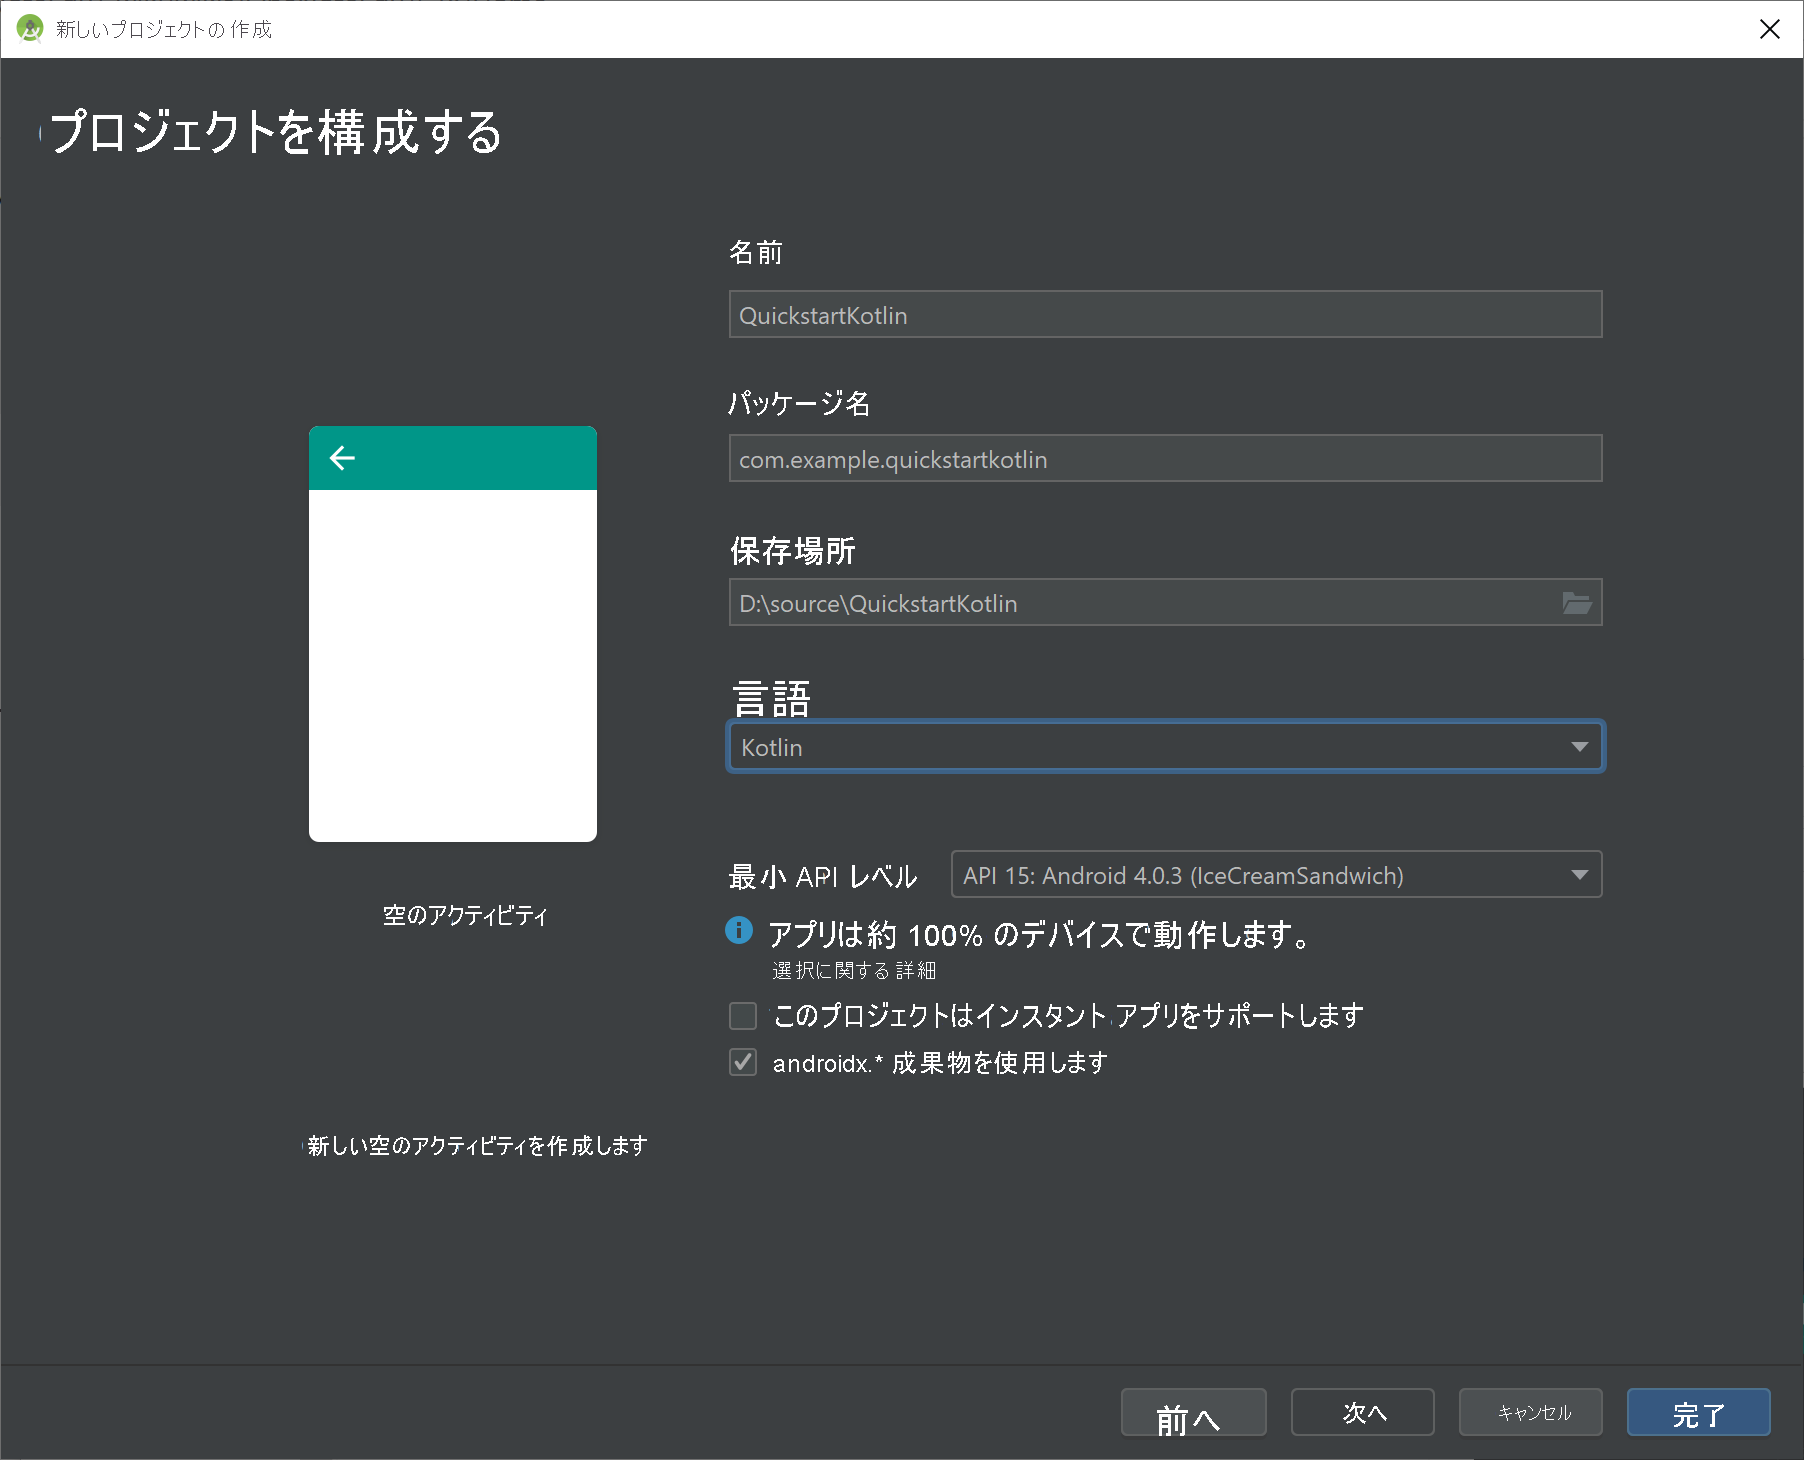 新しいプロジェクトの作成
プロジェクトを構成する
名前
QuickstartKotlin
パッケージ名
com.example.quickstartkotlin
保存場所
D:\source\QuickstartKotlin
言語
Kotlin
最小 API レベル
API 15: Android 4.0.3 (IceCreamSandwich)
空のアクティビティ
アプリは約 100% のデバイスで動作します。
選択に関する詳細
このプロジェクトはインスタント アプリをサポートします
androidx.* 成果物を使用します
新しい空のアクティビティを作成します
前へ
次へ
キャンセル
完了